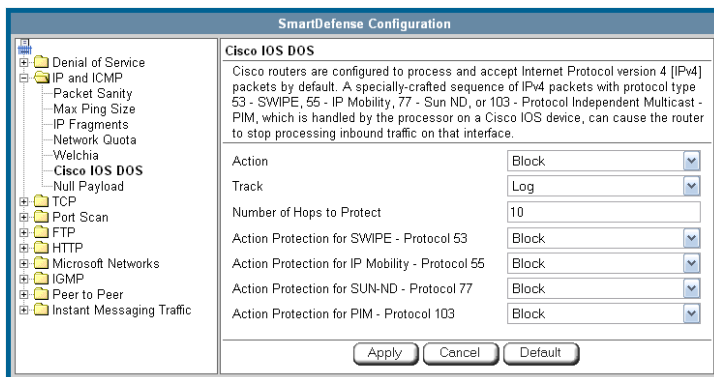 SmartDefense Configuration
Denial of Service
IP and ICMP
Packet Sanity
Max Ping Size
IP Fragments
Network Quota
Welchia
Cisco IOS DOS
Null Payload
TCP
Port Scan
FTP
HTTP
Microsoft Networks
IGMP
Peer to Peer
Instant Messaging Traffic
Cisco IOS DOS
Cisco routers are configured to process and accept Internet Protocol version 4 [IPv4]
packets by default. A specially-crafted sequence of IPv4 packets with protocol type
53 - SWIPE, 55 - IP Mobility, 77 - Sun ND, or 103 - Protocol Independent Multicast -
PIM, which is handled by the processor on a Cisco IOS device, can cause the router
to stop processing inbound traffic on that interface.
Action Block
Track Log
Number of Hops to Protect 10
Action Protection for SWIPE - Protocol 53 Block
Action Protection for IP Mobility - Protocol 55 Block
Action Protection for SUN-ND - Protocol 77 Block
Action Protection for PIM - Protocol 103 Block
Apply Cancel Default